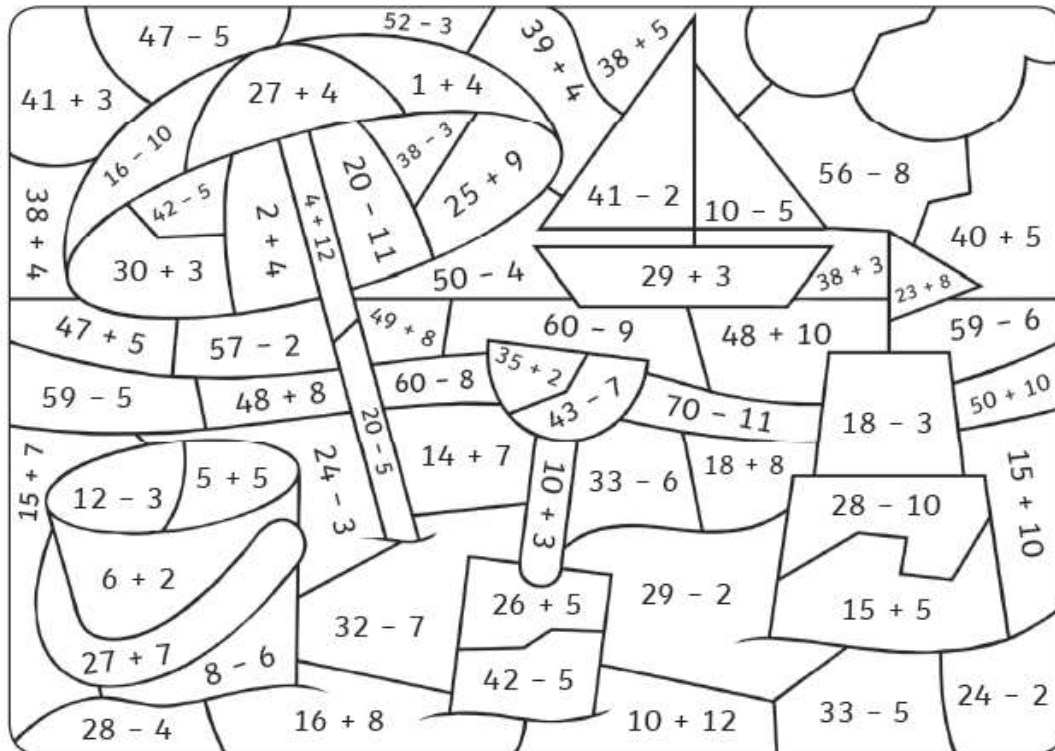 47 – 5
52 – 3
39 + 4
38 + 5
41 + 3
27 + 4
1 + 4
16 – 10
38 – 3
56 – 8
42 – 5
2 + 4
4 + 12
20 – 11
25 + 9
41 – 2
10 – 5
38 + 4
40 + 5
30 + 3
50 – 4
29 + 3
38 + 3
23 + 8
47 + 5
57 – 2
49 + 8
60 – 9
48 + 10
59 – 6
59 – 5
48 + 8
60 – 8
35 + 2
43 – 7
70 – 11
50 + 10
18 – 3
20 – 5
15 + 7
12 – 3
5 + 5
24 – 3
14 + 7
10 + 3
33 – 6
18 + 8
28 – 10
15 + 10
6 + 2
32 – 7
26 + 5
29 – 2
15 + 5
27 + 7
8 – 6
42 – 5
28 – 4
16 + 8
10 + 12
33 – 5
24 – 2